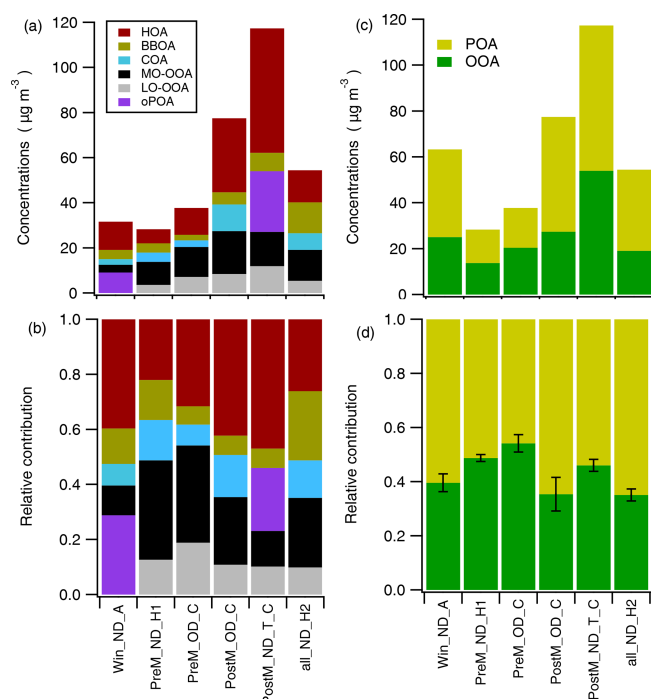 (a)
HOA
BBOA
COA
MO-OOA
LO-OOA
oPOA
Concentrations ( µg m⁻³ )
120
100
80
60
40
20
0
(b)
Relative contribution
1.0
0.8
0.6
0.4
0.2
0.0
Win_ND_A
PreM_ND_H1
PreM_OD_C
PostM_OD_C
PostM_ND_T_C
all_ND_H2
(c)
POA
OOA
Concentrations ( µg m⁻³ )
120
100
80
60
40
20
0
(d)
Relative contribution
1.0
0.8
0.6
0.4
0.2
0.0
Win_ND_A
PreM_ND_H1
PreM_OD_C
PostM_OD_C
PostM_ND_T_C
all_ND_H2